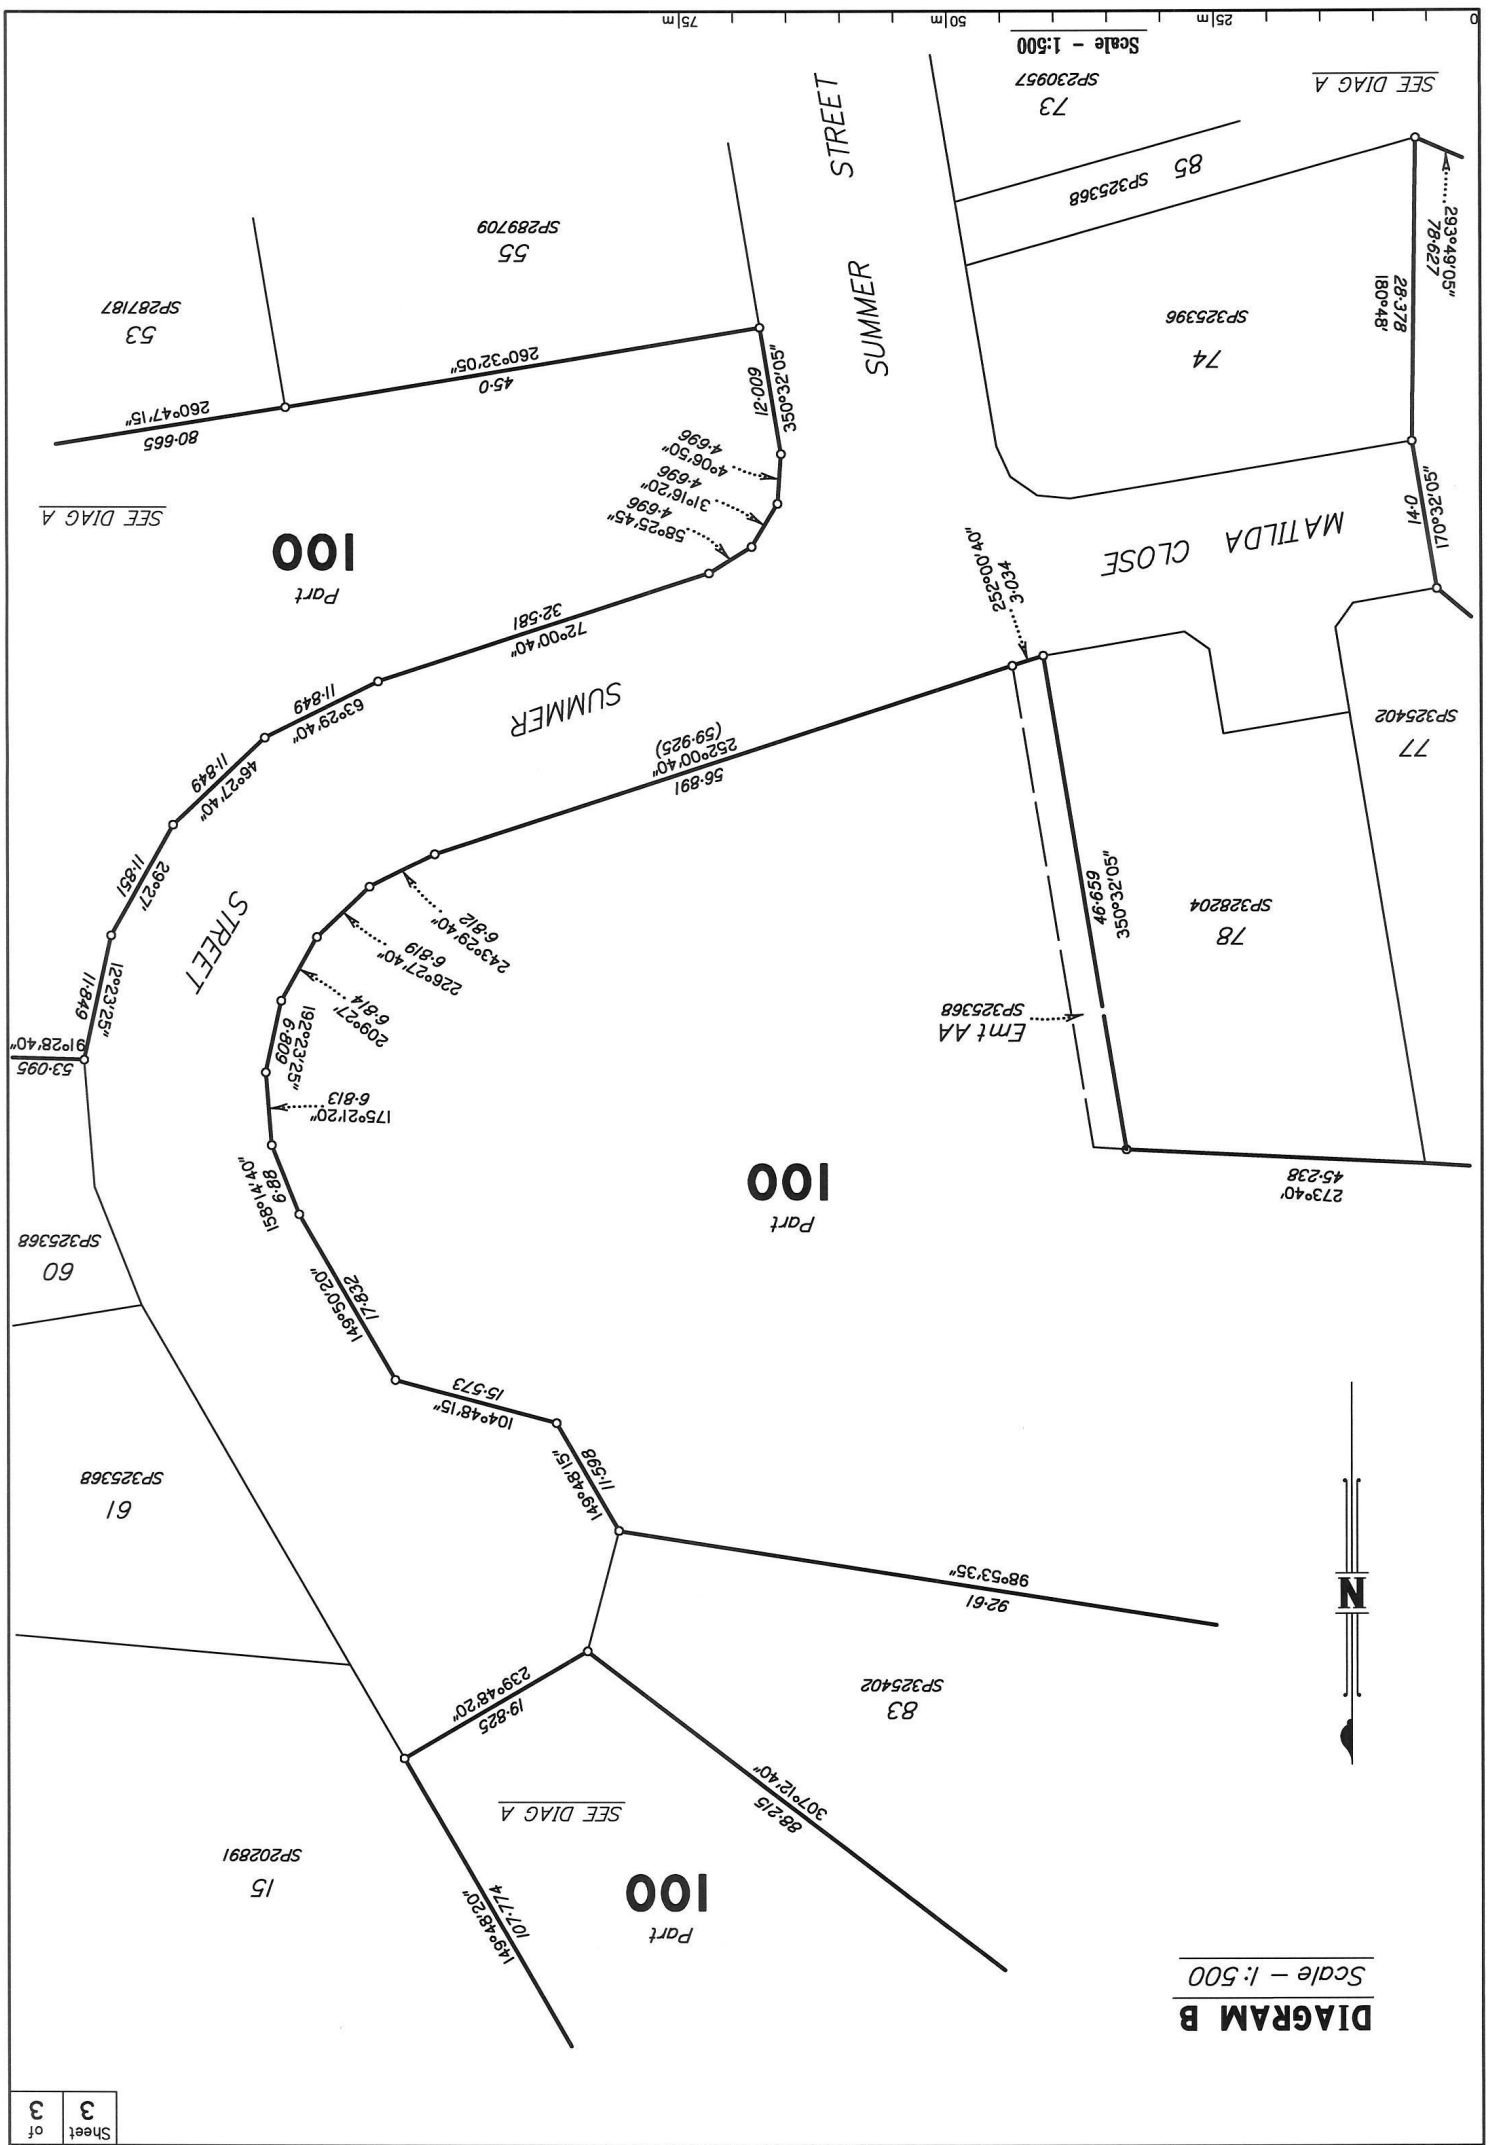 Sheet
3
of
3
DIAGRAM B
Scale – 1:500
Part
100
SEE DIAG A
149°48'20"
107·774
15
SP202891
88·215
307°12'40"
19·825
239°48'20"
83
SP325402
92·61
98°53'35"
N
61
SP325368
149°48'15"
11·598
104°48'15"
15·573
149°50'20"
17·832
60
SP325368
158°14'40"
6·88
Part
100
273°40'
45·238
175°21'20"
6·813
53·095
91°28'40"
192°23'25"
6·809
12°23'25"
11·849
209°27'
6·814
226°27'40"
6·819
243°29'40"
6·812
Emt AA
SP325368
78
SP328204
46·659
350°32'05"
STREET
29°27'
11·851
46°27'40"
11·849
63°29'40"
11·849
56·891
252°00'40"
(59·925)
77
SP325402
SUMMER
72°00'40"
32·581
252°00'40"
3·034
MATILDA CLOSE
14·0
170°32'05"
Part
100
SEE DIAG A
58°25'45"
4·696
31°16'20"
4·696
4°06'50"
4·696
80·665
260°47'15"
45·0
260°32'05"
12·009
350°32'05"
53
SP287187
55
SP289709
SUMMER STREET
74
SP325396
28·378
180°48'
293°49'05"
78·627
85 SP325368
73
SP230957
SEE DIAG A
Scale – 1:500
0 25 m 50 m 75 m